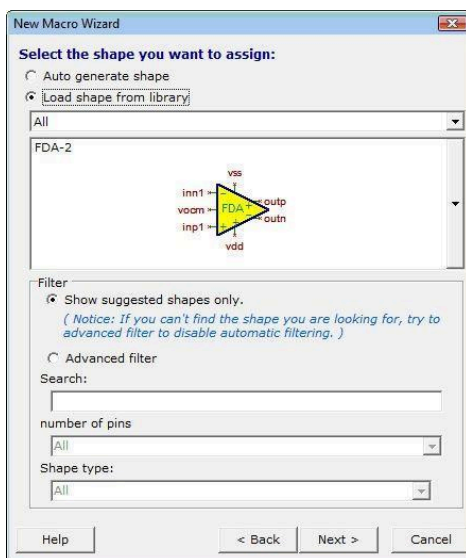 New Macro Wizard
Select the shape you want to assign:
Auto generate shape
Load shape from library
All
FDA-2
vss
inn1
outp
vocm
FDA
outn
inp1
vdd
Filter
Show suggested shapes only.
( Notice: If you can't find the shape you are looking for, try to
advanced filter to disable automatic filtering. )
Advanced filter
Search:
number of pins
All
Shape type:
All
Help
< Back
Next >
Cancel